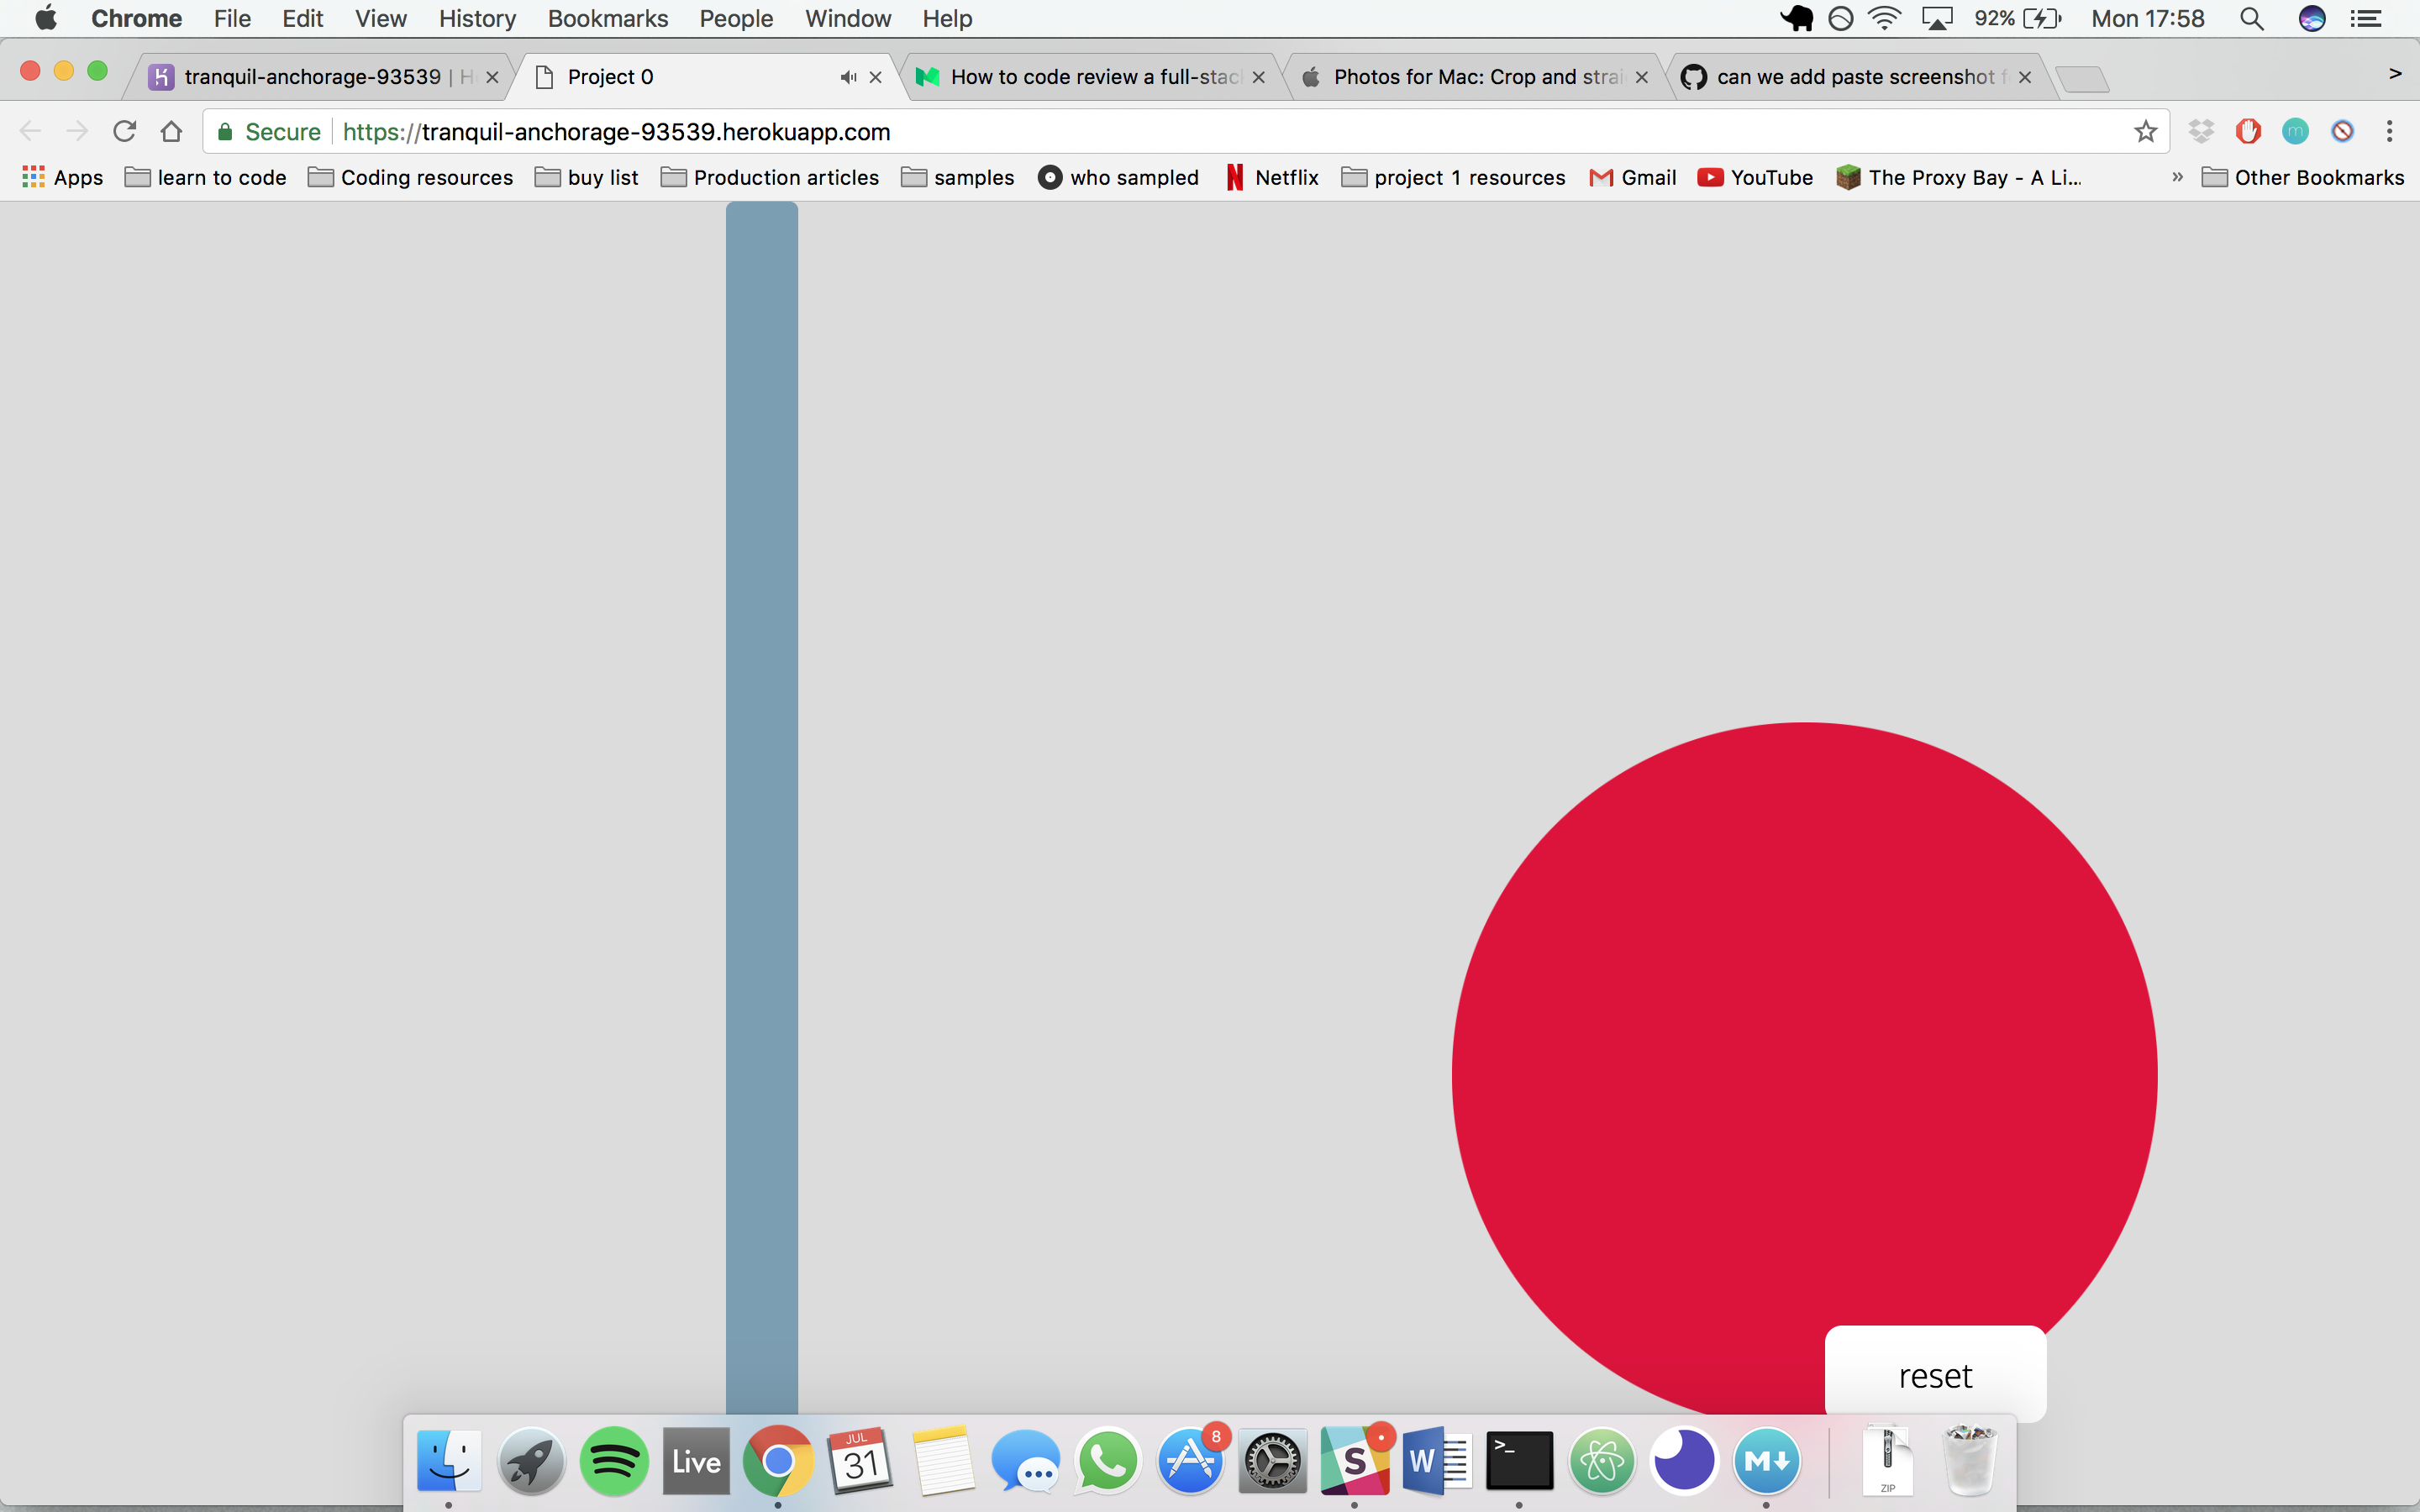 Chrome File Edit View History Bookmarks People Window Help 92% Mon 17:58
tranquil-anchorage-93539 | H Project 0 How to code review a full-stac Photos for Mac: Crop and strai can we add paste screenshot f
Secure https://tranquil-anchorage-93539.herokuapp.com m
Apps learn to code Coding resources buy list Production articles samples who sampled Netflix project 1 resources Gmail YouTube The Proxy Bay - A Li... » Other Bookmarks
reset
Live JUL 31 8 S W >_ M ZIP